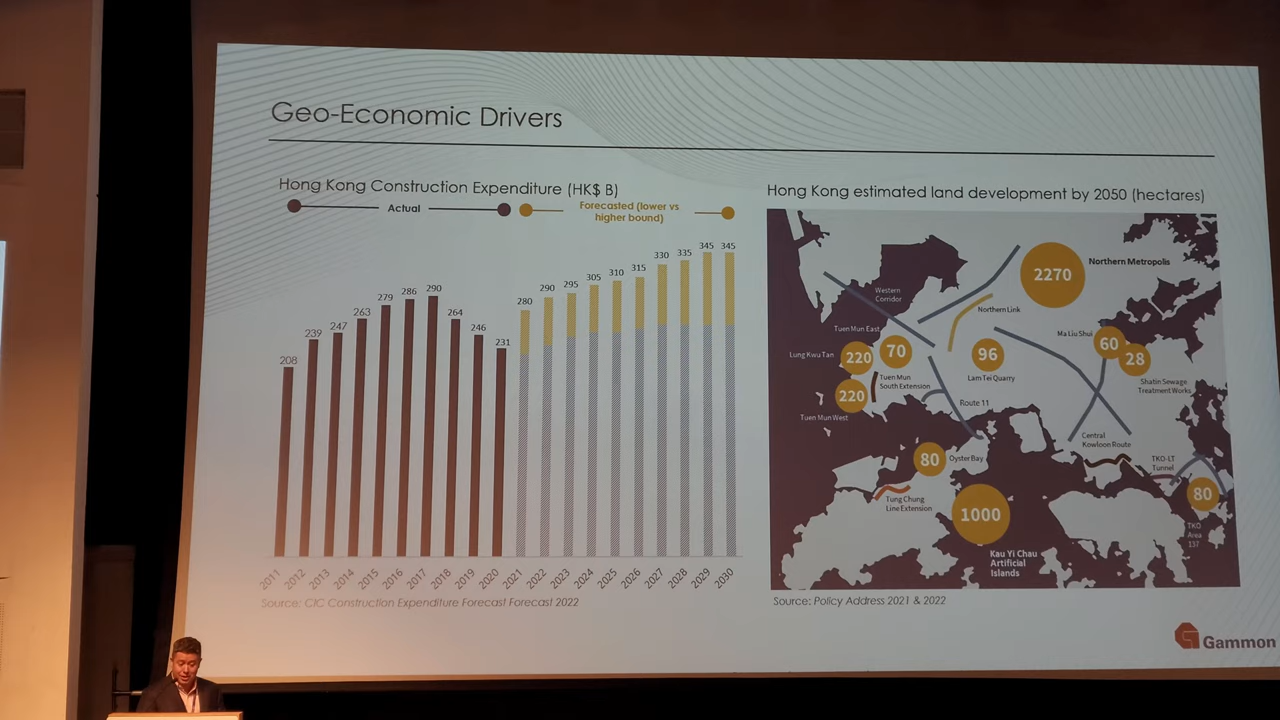 Geo-Economic Drivers
Hong Kong Construction Expenditure (HK$ B)
Actual
Forecasted (lower vs
higher bound)
208
239
247
263
279
286
290
264
246
231
280
290
295
305
310
315
330
335
345
345
2011
2012
2013
2014
2015
2016
2017
2018
2019
2020
2021
2022
2023
2024
2025
2026
2027
2028
2029
2030
Source: CIC Construction Expenditure Forecast Forecast 2022
Hong Kong estimated land development by 2050 (hectares)
2270
Northern Metropolis
Western
Corridor
Northern Link
Tuen Mun East
Ma Liu Shui
60
28
Lung Kwu Tan
220
70
96
Lam Tei Quarry
Shatin Sewage
Treatment Works
Tuen Mun
South Extension
220
Tuen Mun West
Route 11
Central
Kowloon Route
80
Oyster Bay
TKO-LT
Tunnel
80
Tung Chung
Line Extension
1000
TKO
Area
137
Kau Yi Chau
Artificial
Islands
Source: Policy Address 2021 & 2022
Gammon